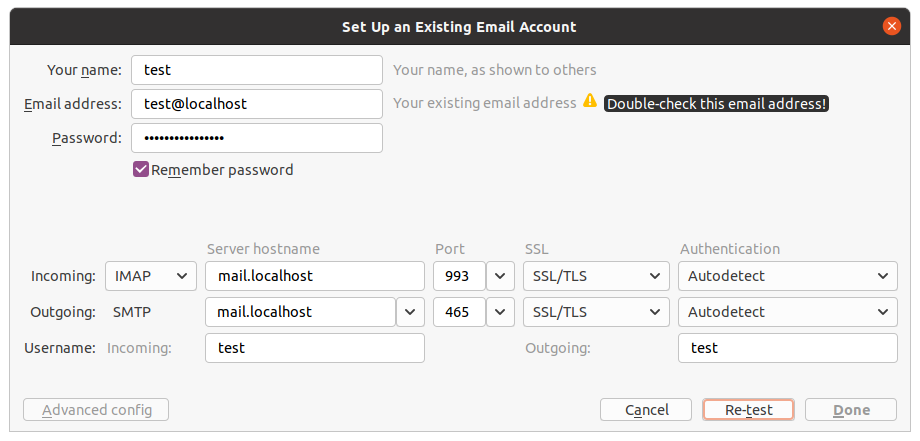 Set Up an Existing Email Account
Your name: test Your name, as shown to others
Email address: test@localhost Your existing email address Double-check this email address!
Password: ••••••••••••••••
Remember password
Server hostname Port SSL Authentication
Incoming: IMAP mail.localhost 993 SSL/TLS Autodetect
Outgoing: SMTP mail.localhost 465 SSL/TLS Autodetect
Username: Incoming: test Outgoing: test
Advanced config Cancel Re-test Done